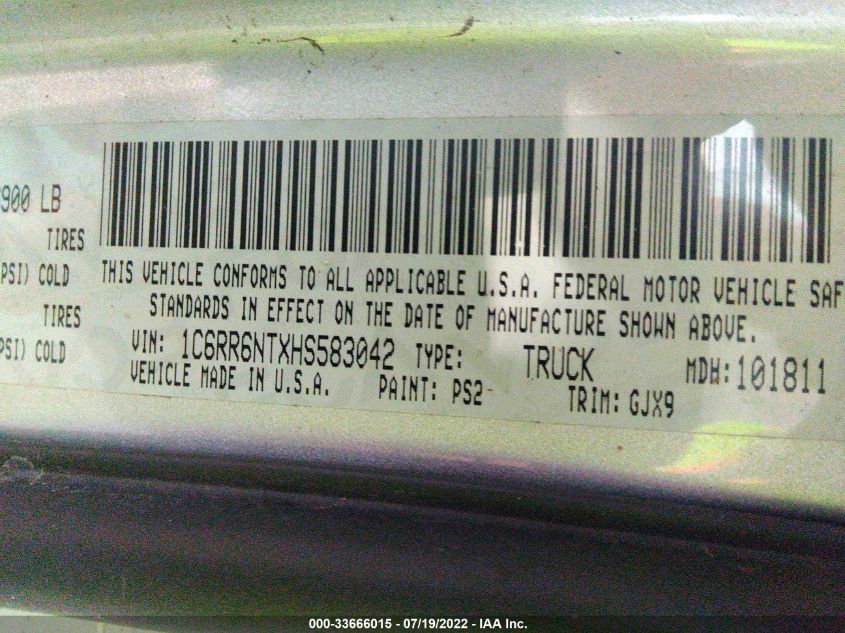 900 LB
TIRES
PSI) COLD
TIRES
PSI) COLD
THIS VEHICLE CONFORMS TO ALL APPLICABLE U.S.A. FEDERAL MOTOR VEHICLE SAF
STANDARDS IN EFFECT ON THE DATE OF MANUFACTURE SHOWN ABOVE.
VIN: 1C6RR6NTXHS583042 TYPE: TRUCK MDH:101811
VEHICLE MADE IN U.S.A. PAINT: PS2 TRIM: GJX9
000-33666015 - 07/19/2022 - IAA Inc.